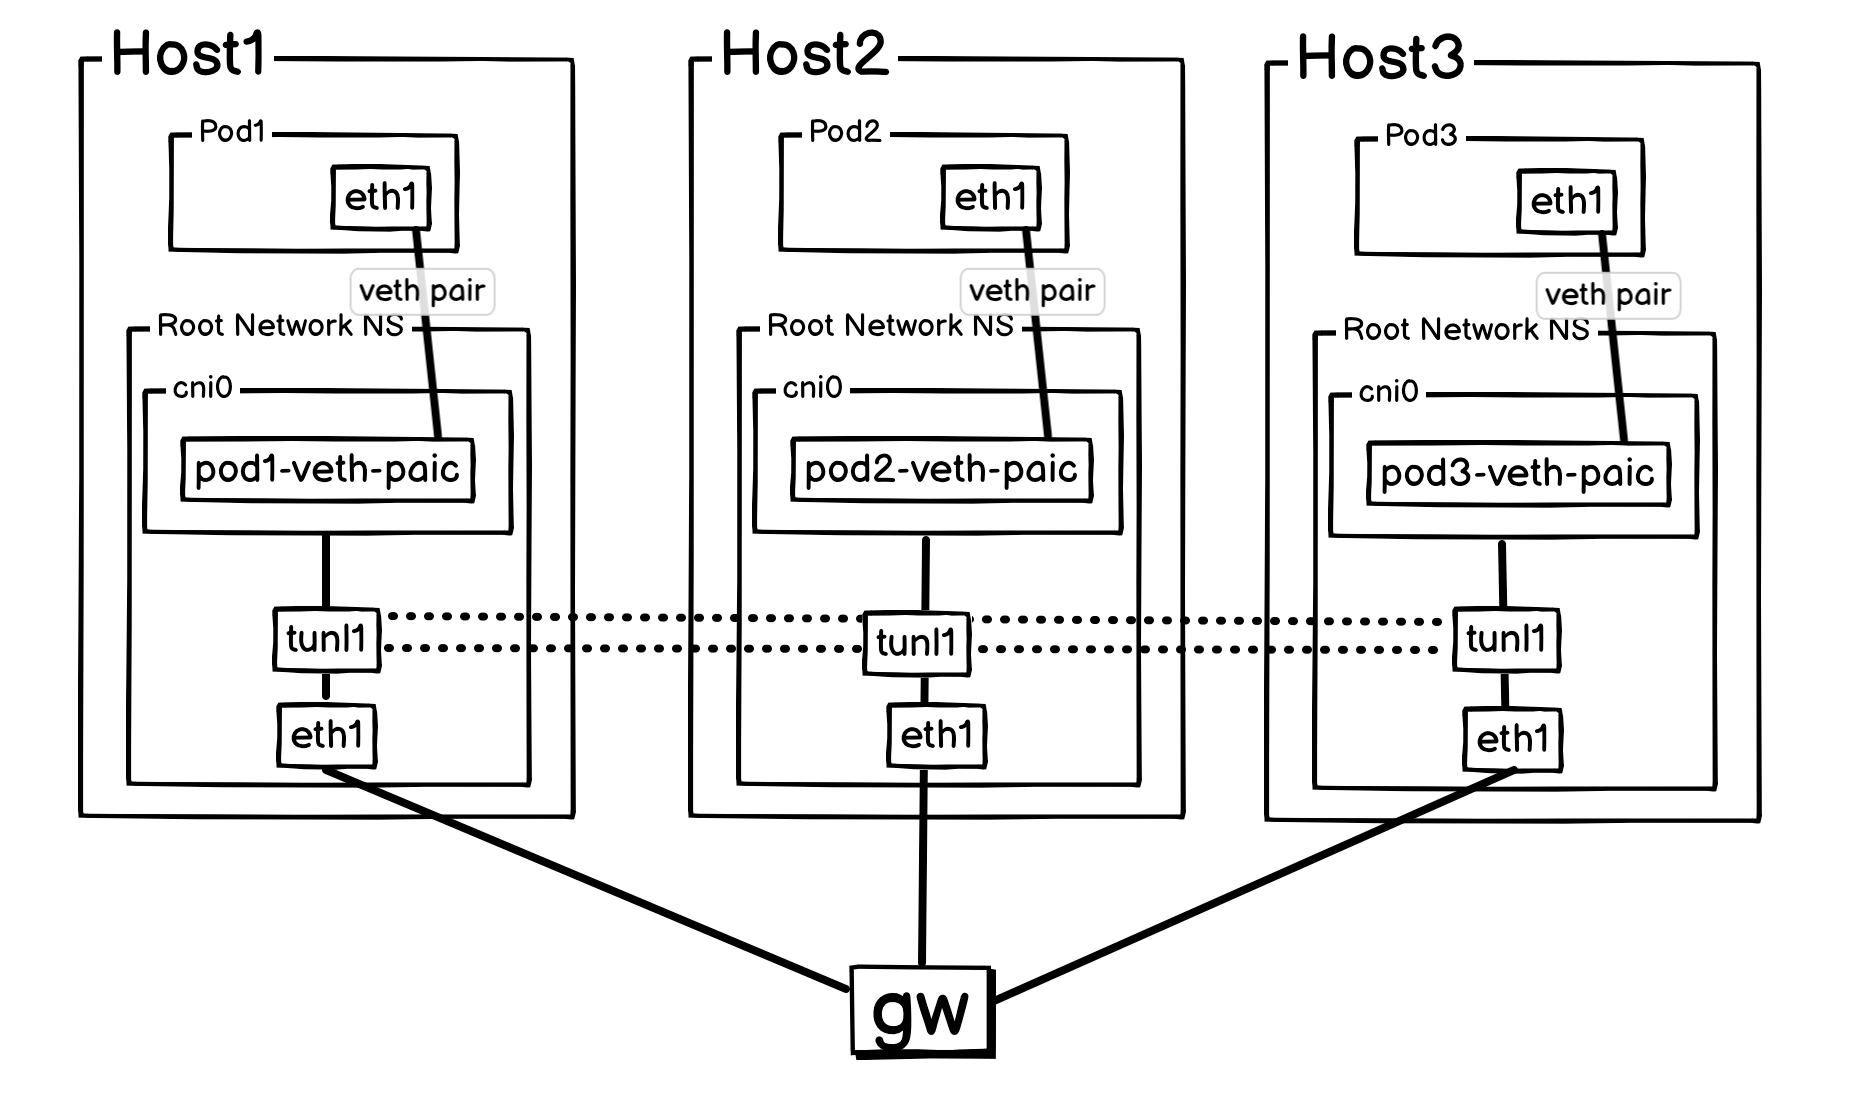 Host1
Pod1
eth1
veth pair
Root Network NS
cni0
pod1-veth-paic
tunl1
eth1
Host2
Pod2
eth1
veth pair
Root Network NS
cni0
pod2-veth-paic
tunl1
eth1
Host3
Pod3
eth1
veth pair
Root Network NS
cni0
pod3-veth-paic
tunl1
eth1
gw